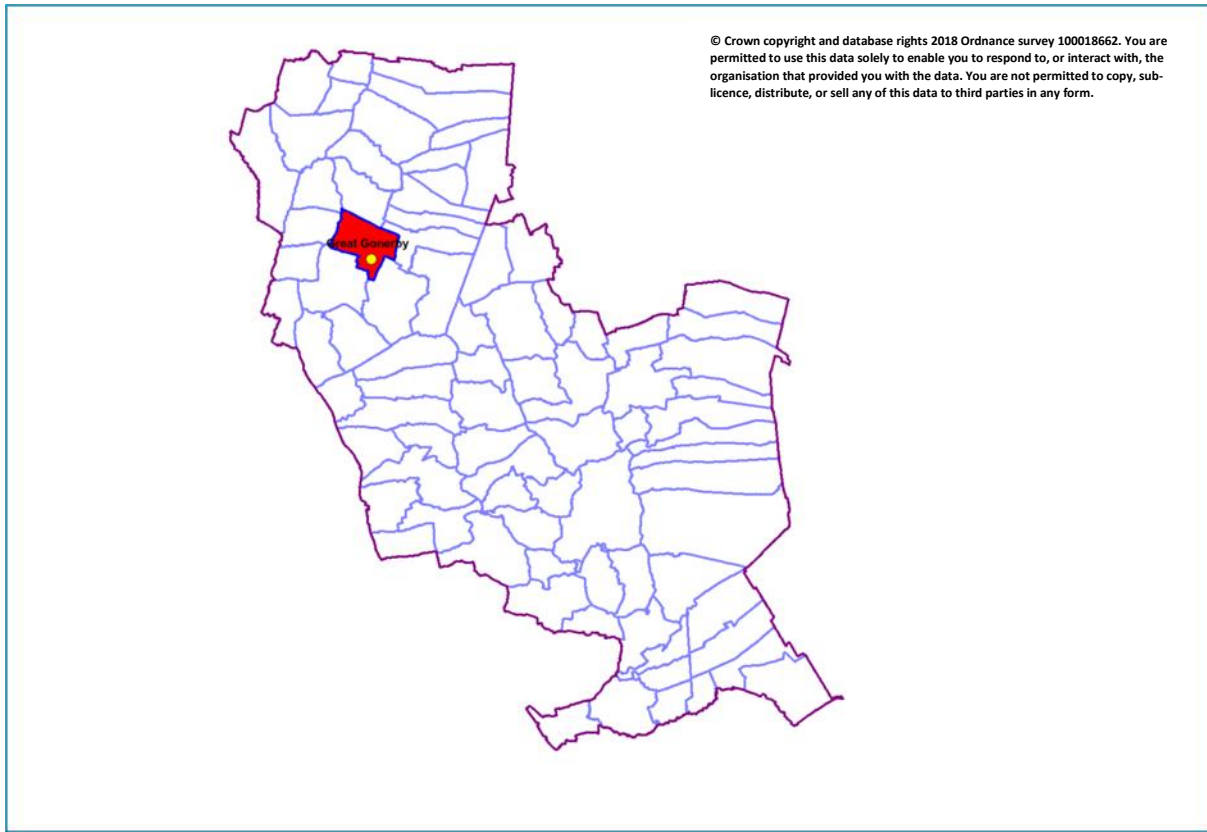 © Crown copyright and database rights 2018 Ordnance survey 100018662. You are
permitted to use this data solely to enable you to respond to, or interact with, the
organisation that provided you with the data. You are not permitted to copy, sub-
licence, distribute, or sell any of this data to third parties in any form.
Great Gonerby